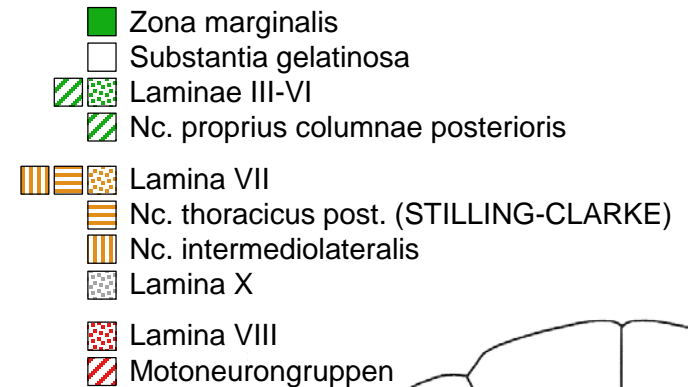 Zona marginalis
Substantia gelatinosa
Laminae III-VI
Nc. proprius columnae posterioris
Lamina VII
Nc. thoracicus post. (STILLING-CLARKE)
Nc. intermediolateralis
Lamina X
Lamina VIII
Motoneurongruppen